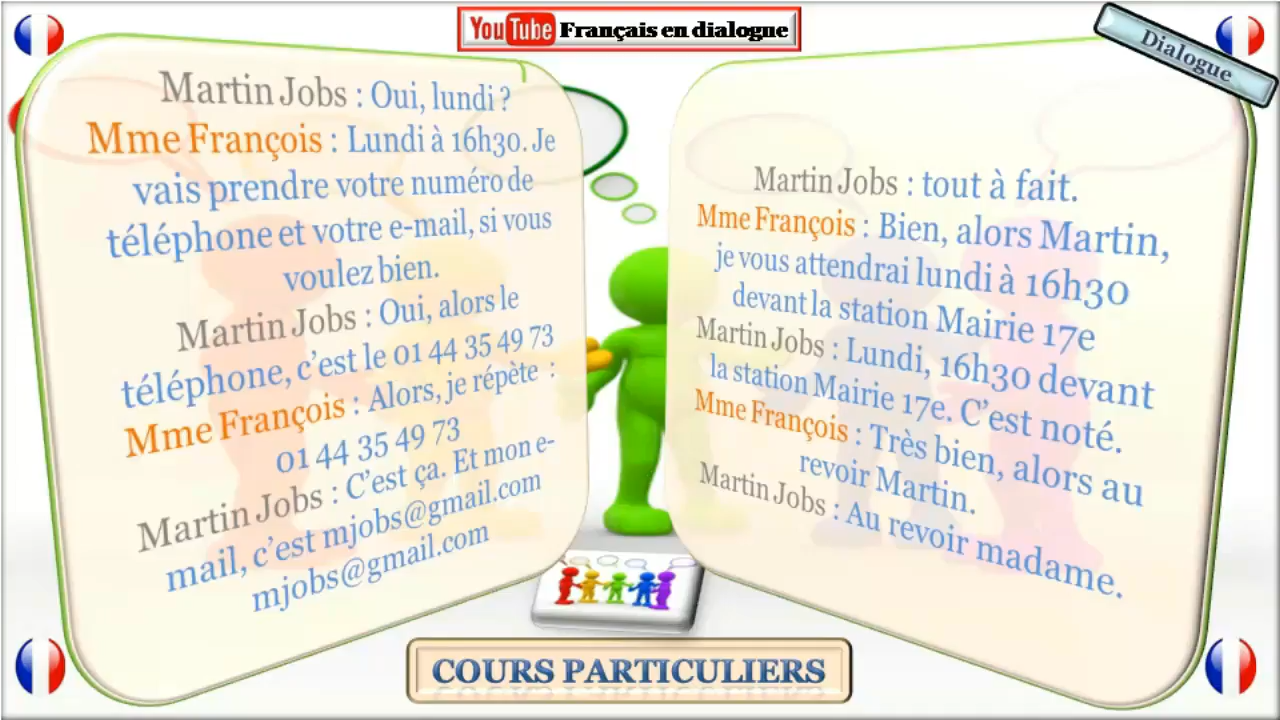 YouTube Français en dialogue
Dialogue
Martin Jobs : Oui, lundi ?
Mme François : Lundi à 16h30. Je
vais prendre votre numéro de
téléphone et votre e-mail, si vous
voulez bien.
Martin Jobs : Oui, alors le
téléphone, c’est le 01 44 35 49 73
Mme François : Alors, je répète :
01 44 35 49 73
Martin Jobs : C’est ça. Et mon e-
mail, c’est mjobs@gmail.com
mjobs@gmail.com
Martin Jobs : tout à fait.
Mme François : Bien, alors Martin,
je vous attendrai lundi à 16h30
devant la station Mairie 17e
Martin Jobs : Lundi, 16h30 devant
la station Mairie 17e. C’est noté.
Mme François : Très bien, alors au
revoir Martin.
Martin Jobs : Au revoir madame.
COURS PARTICULIERS